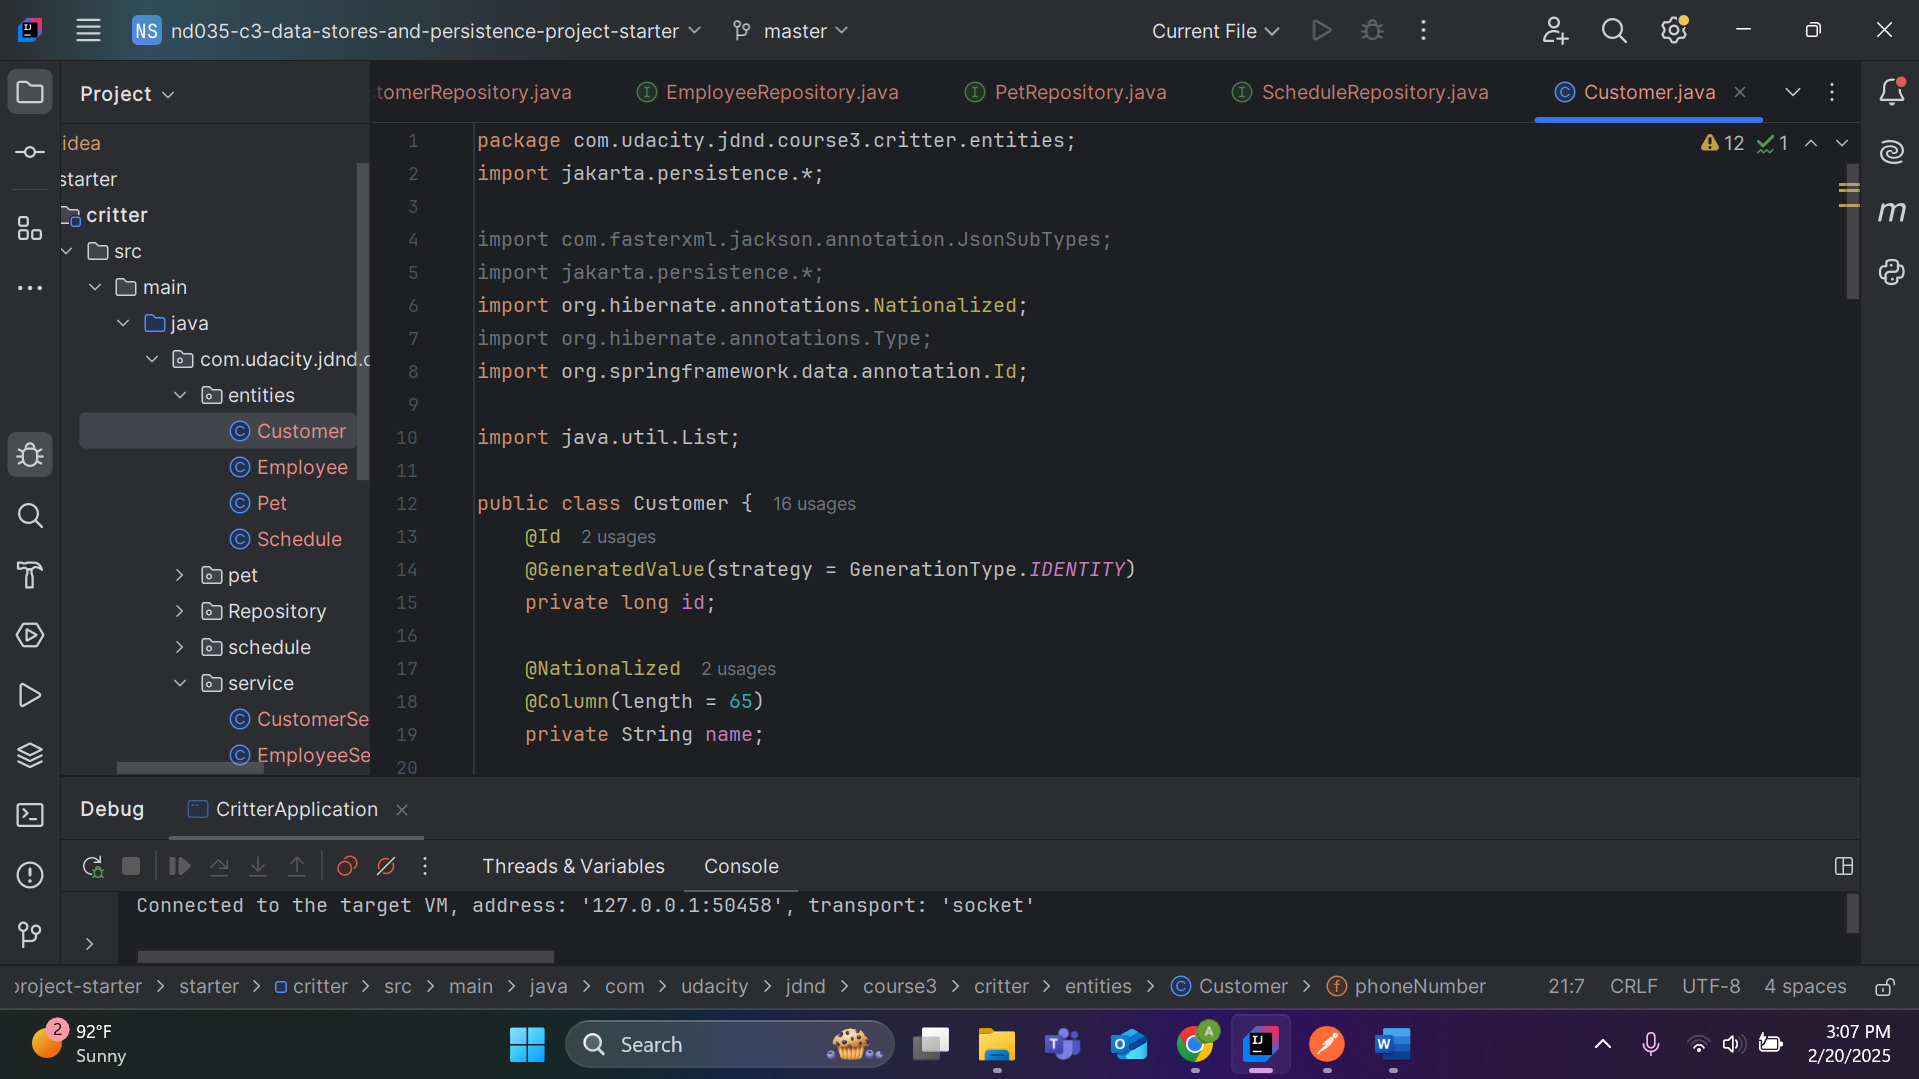 NS nd035-c3-data-stores-and-persistence-project-starter master Current File
Project
tomerRepository.java EmployeeRepository.java PetRepository.java ScheduleRepository.java Customer.java
idea
starter
critter
src
main
java
com.udacity.jdnd.c
entities
Customer
Employee
Pet
Schedule
pet
Repository
schedule
service
CustomerSe
EmployeeSe
12 1
1 package com.udacity.jdnd.course3.critter.entities;
2 import jakarta.persistence.*;
3
4 import com.fasterxml.jackson.annotation.JsonSubTypes;
5 import jakarta.persistence.*;
6 import org.hibernate.annotations.Nationalized;
7 import org.hibernate.annotations.Type;
8 import org.springframework.data.annotation.Id;
9
10 import java.util.List;
11
12 public class Customer { 16 usages
13 @Id 2 usages
14 @GeneratedValue(strategy = GenerationType.IDENTITY)
15 private long id;
16
17 @Nationalized 2 usages
18 @Column(length = 65)
19 private String name;
20
m
Debug CritterApplication
Threads & Variables Console
Connected to the target VM, address: '127.0.0.1:50458', transport: 'socket'
project-starter > starter > critter > src > main > java > com > udacity > jdnd > course3 > critter > entities > Customer > phoneNumber 21:7 CRLF UTF-8 4 spaces
2 92°F
Sunny
Search
A
3:07 PM
2/20/2025